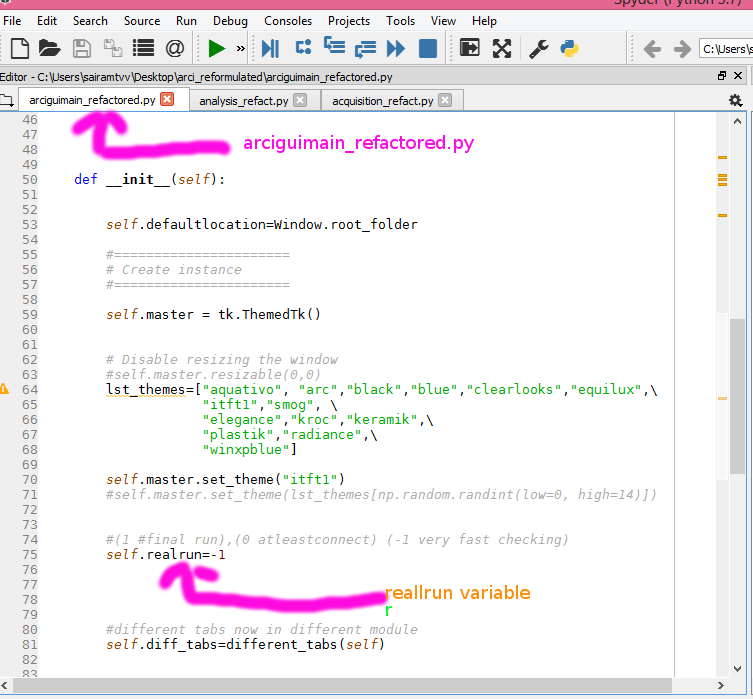 Spyder (Python 3.7)
File Edit Search Source Run Debug Consoles Projects Tools View Help
C:\Users\s
Editor - C:\Users\sairamtvv\Desktop\arci_reformulated\arciguimain_refactored.py
arciguimain_refactored.py analysis_refact.py acquisition_refact.py
46
47
48 arciguimain_refactored.py
49
50 def __init__(self):
51
52
53 self.defaultlocation=Window.root_folder
54
55 #======================
56 # Create instance
57 #======================
58
59 self.master = tk.ThemedTk()
60
61
62 # Disable resizing the window
63 #self.master.resizable(0,0)
64 lst_themes=["aquativo", "arc","black","blue","clearlooks","equilux",\
65 "itft1","smog", \
66 "elegance","kroc","keramik",\
67 "plastik","radiance",\
68 "winxpblue"]
69
70 self.master.set_theme("itft1")
71 #self.master.set_theme(lst_themes[np.random.randint(low=0, high=14)])
72
73
74 #(1 #final run),(0 atleastconnect) (-1 very fast checking)
75 self.realrun=-1
76
77
78 reallrun variable
79 r
80 #different tabs now in different module
81 self.diff_tabs=different_tabs(self)
82
83